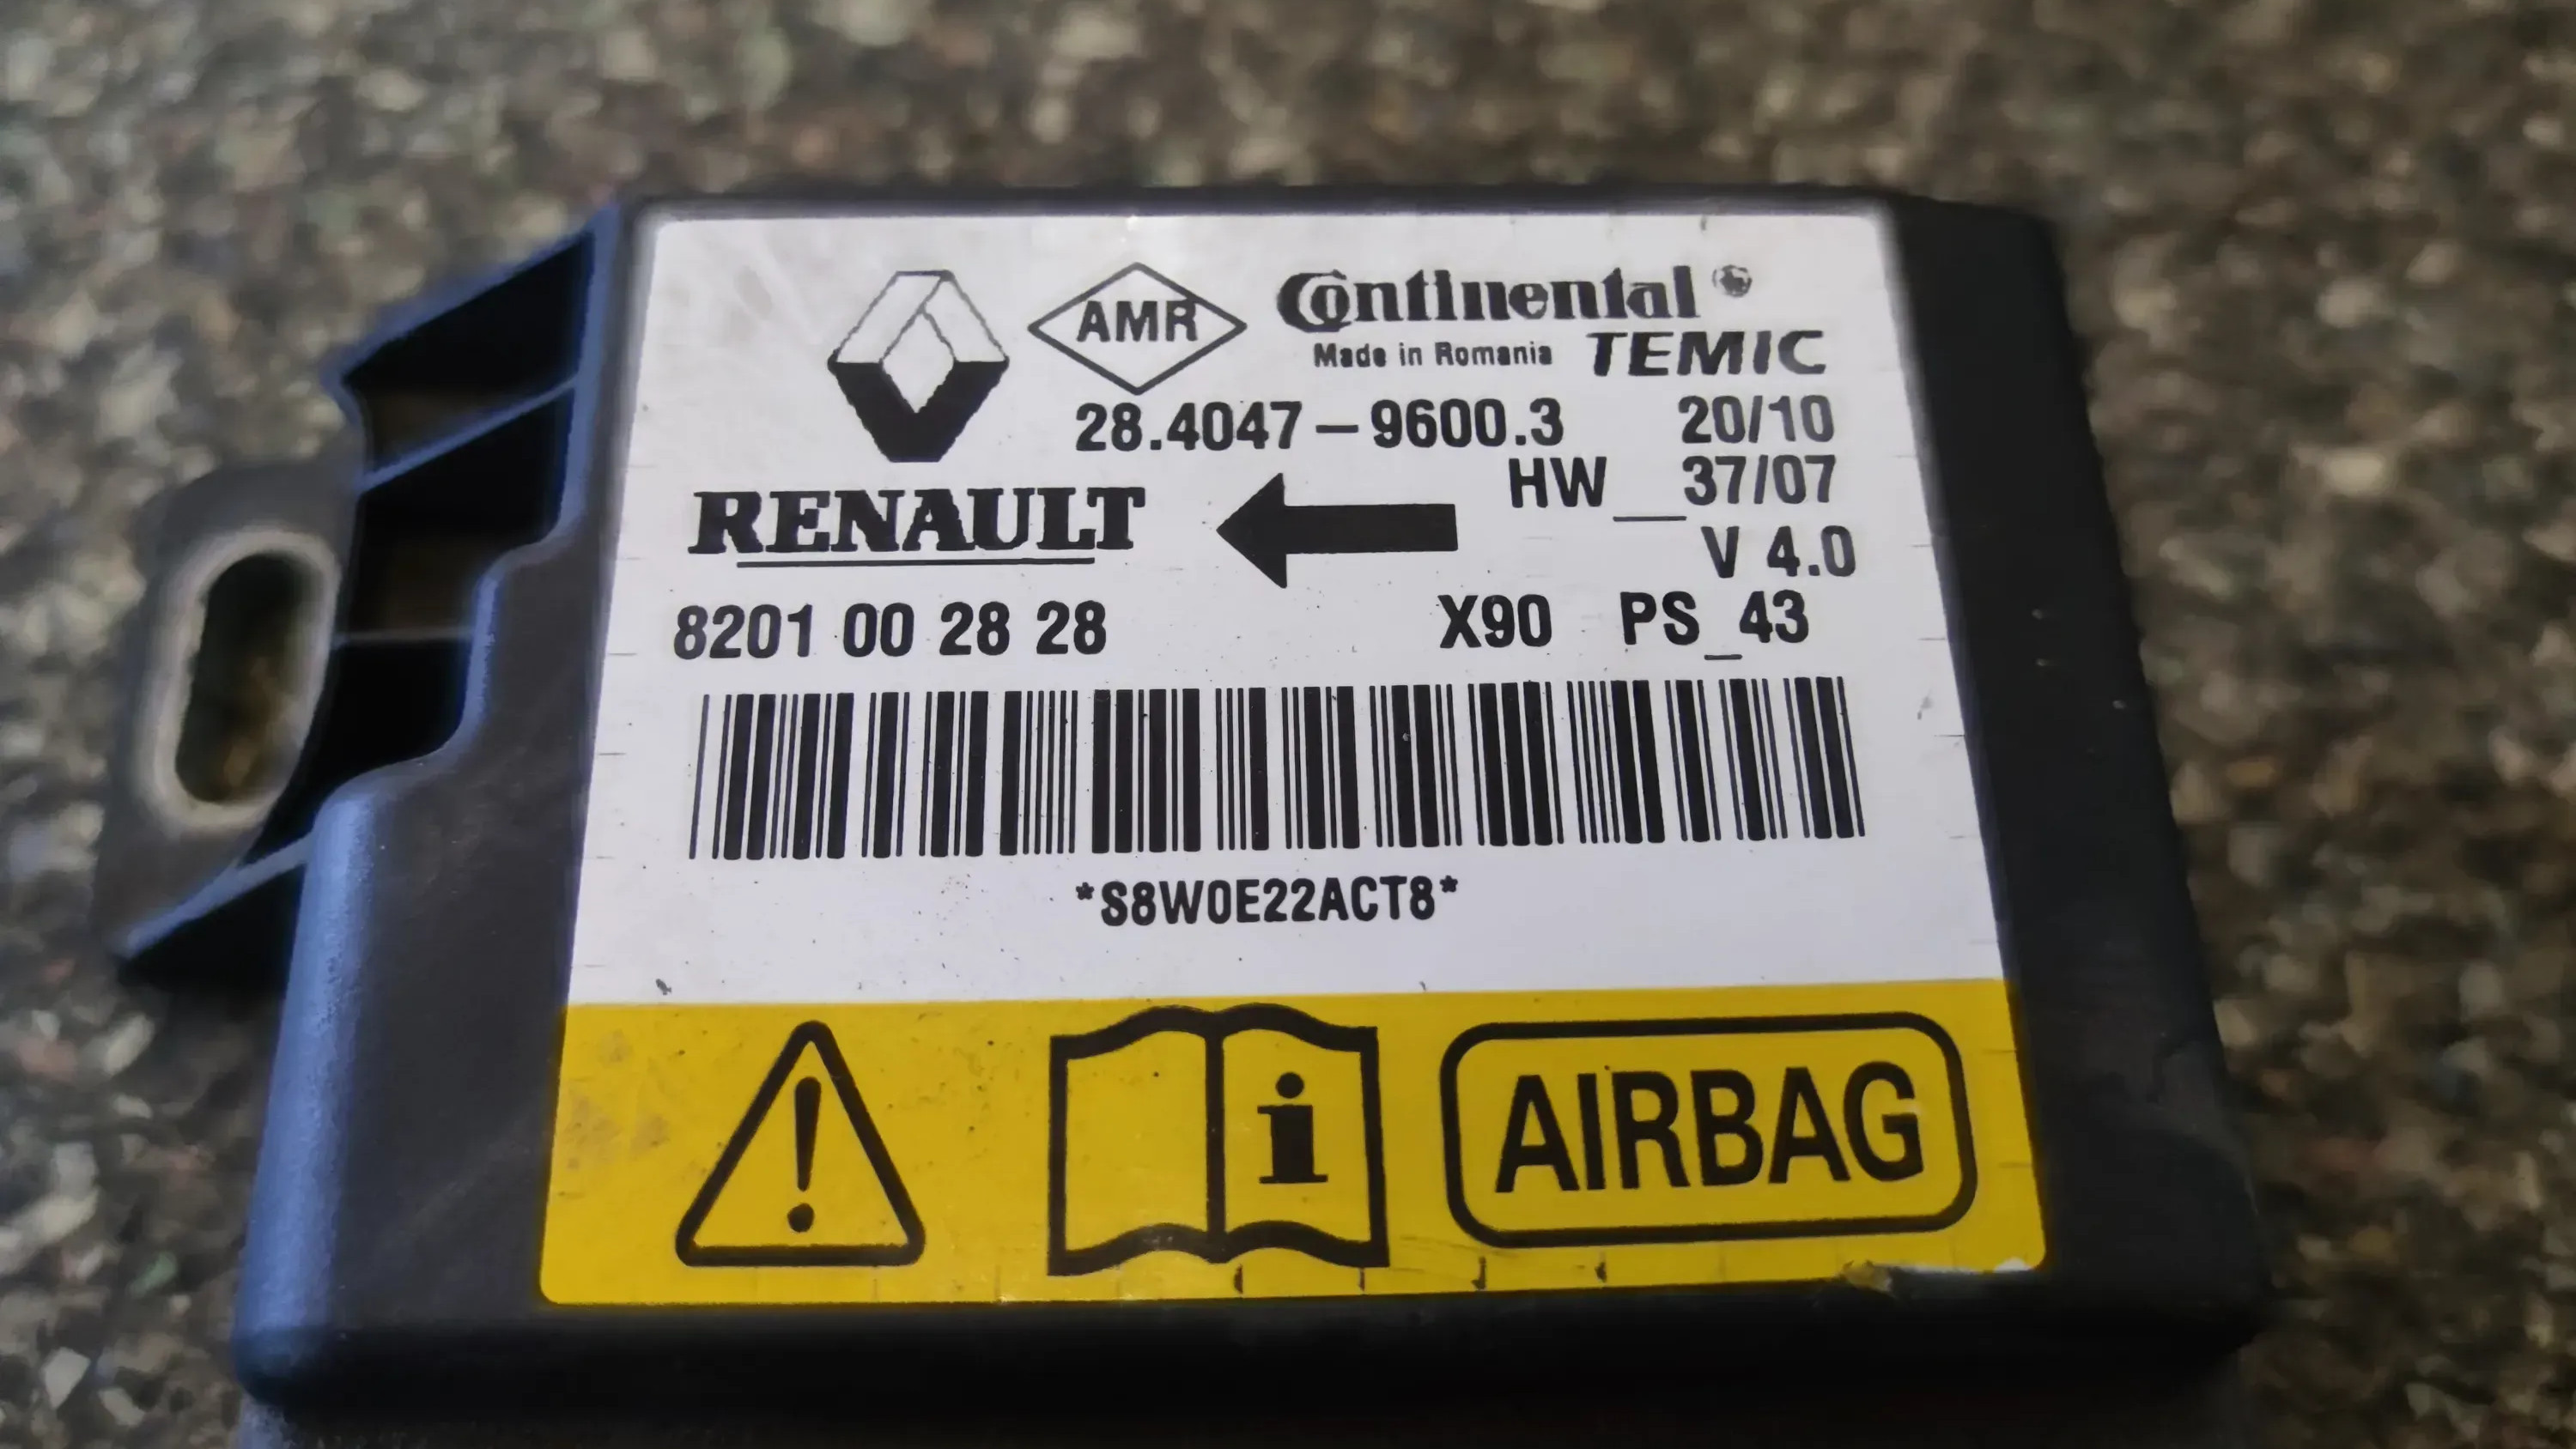 AMR Continental
Made in Romania TEMIC
28.4047-9600.3 20/10
HW_37/07
RENAULT
V 4.0
8201 00 28 28 X90 PS_43
*S8W0E22ACT8*
! i AIRBAG